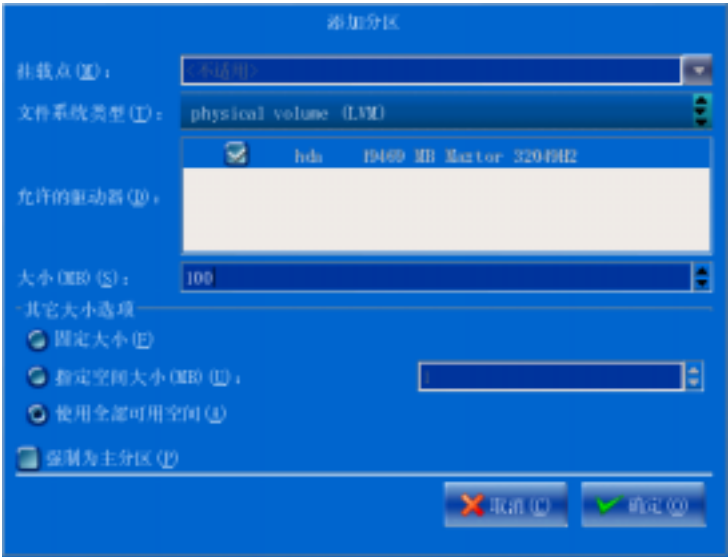 添加分区
挂载点(M)：
<不适用>
文件系统类型(T)：
physical volume (LVM)
允许的驱动器(D)：
hda 19469 MB Maxtor 32049H2
大小(MB)(S)：
100
其它大小选项
固定大小(F)
指定空间大小(MB)(U)：
1
使用全部可用空间(A)
强制为主分区(P)
取消(C)
确定(O)